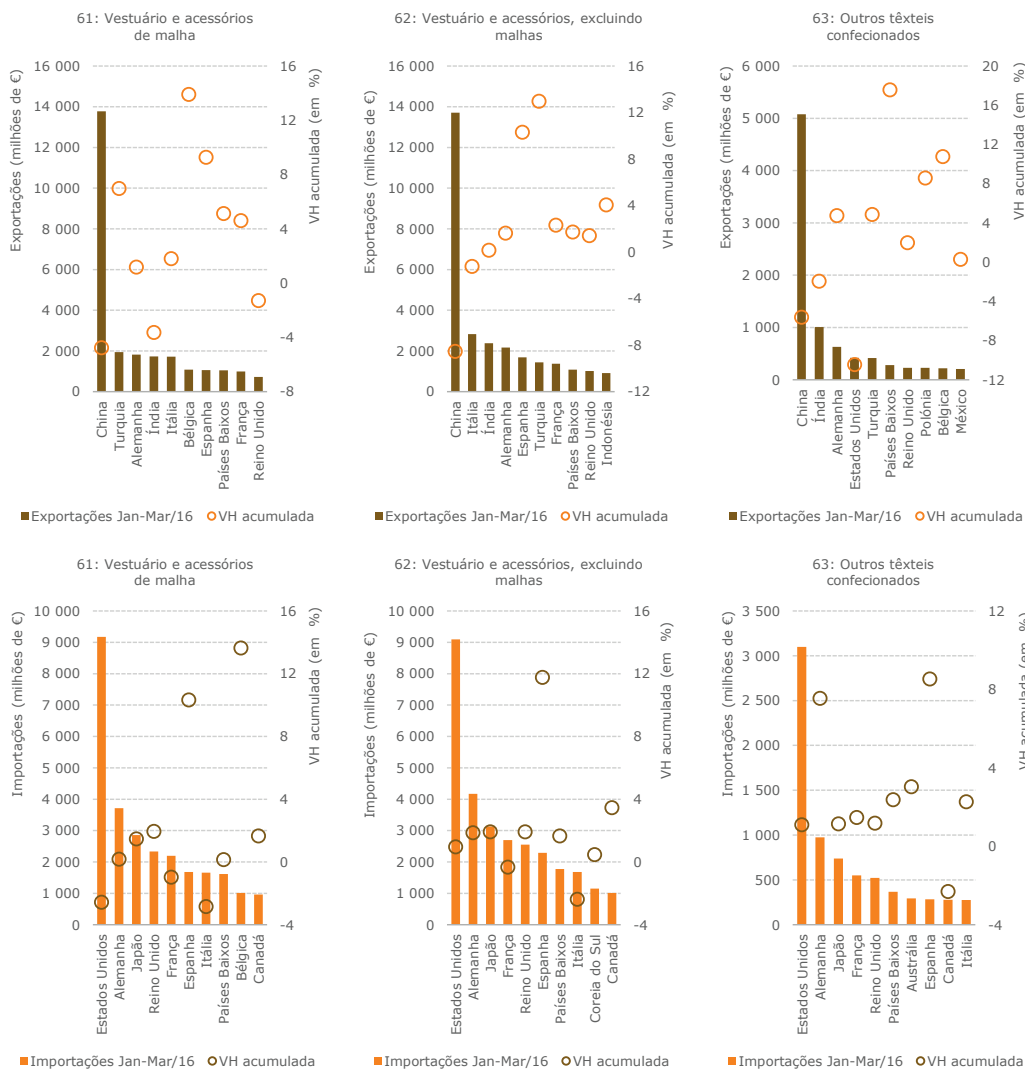 61: Vestuário e acessórios
de malha
Exportações (milhões de €)
16 000
14 000
12 000
10 000
8 000
6 000
4 000
2 000
0
16
12
8
4
0
-4
-8
VH acumulada (em %)
China
Turquia
Alemanha
Índia
Itália
Bélgica
Espanha
Países Baixos
França
Reino Unido
Exportações Jan-Mar/16 VH acumulada
62: Vestuário e acessórios, excluindo
malhas
Exportações (milhões de €)
16 000
14 000
12 000
10 000
8 000
6 000
4 000
2 000
0
16
12
8
4
0
-4
-8
-12
VH acumulada (em %)
China
Itália
Índia
Alemanha
Espanha
Turquia
França
Países Baixos
Reino Unido
Indonésia
Exportações Jan-Mar/16 VH acumulada
63: Outros têxteis
confecionados
Exportações (milhões de €)
6 000
5 000
4 000
3 000
2 000
1 000
0
20
16
12
8
4
0
-4
-8
-12
VH acumulada (em %)
China
Índia
Alemanha
Estados Unidos
Turquia
Países Baixos
Reino Unido
Polónia
Bélgica
México
Exportações Jan-Mar/16 VH acumulada
61: Vestuário e acessórios
de malha
Importações (milhões de €)
10 000
9 000
8 000
7 000
6 000
5 000
4 000
3 000
2 000
1 000
0
16
12
8
4
0
-4
VH acumulada (em %)
Estados Unidos
Alemanha
Japão
Reino Unido
França
Espanha
Itália
Países Baixos
Bélgica
Canadá
Importações Jan-Mar/16 VH acumulada
62: Vestuário e acessórios, excluindo
malhas
Importações (milhões de €)
10 000
9 000
8 000
7 000
6 000
5 000
4 000
3 000
2 000
1 000
0
16
12
8
4
0
-4
VH acumulada (em %)
Estados Unidos
Alemanha
Japão
França
Reino Unido
Espanha
Países Baixos
Itália
Correia do Sul
Canadá
Importações Jan-Mar/16 VH acumulada
63: Outros têxteis
confecionados
Importações (milhões de €)
3 500
3 000
2 500
2 000
1 500
1 000
500
0
12
8
4
0
-4
VH acumulada (em %)
Estados Unidos
Alemanha
Japão
França
Reino Unido
Países Baixos
Austrália
Espanha
Canadá
Itália
Importações Jan-Mar/16 VH acumulada